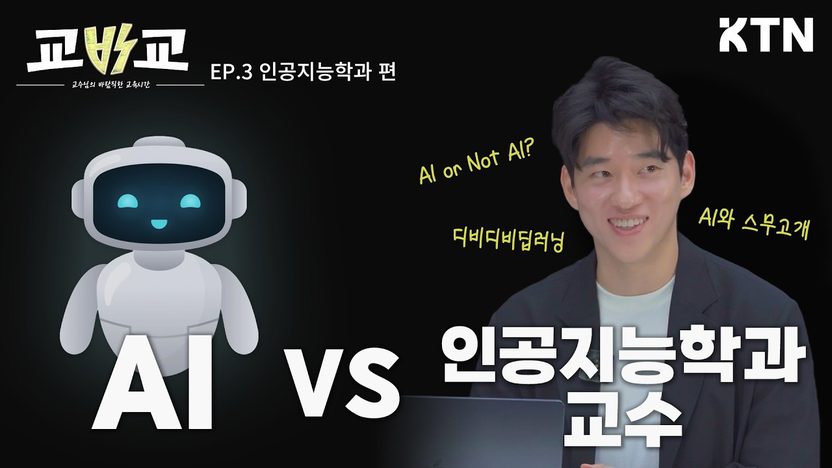 교바교
교수님의 바람직한 교육시간
EP.3 인공지능학과 편
KTN
AI or Not AI?
디비디비딥러닝
AI와 스무고개
AI vs 인공지능학과
교수